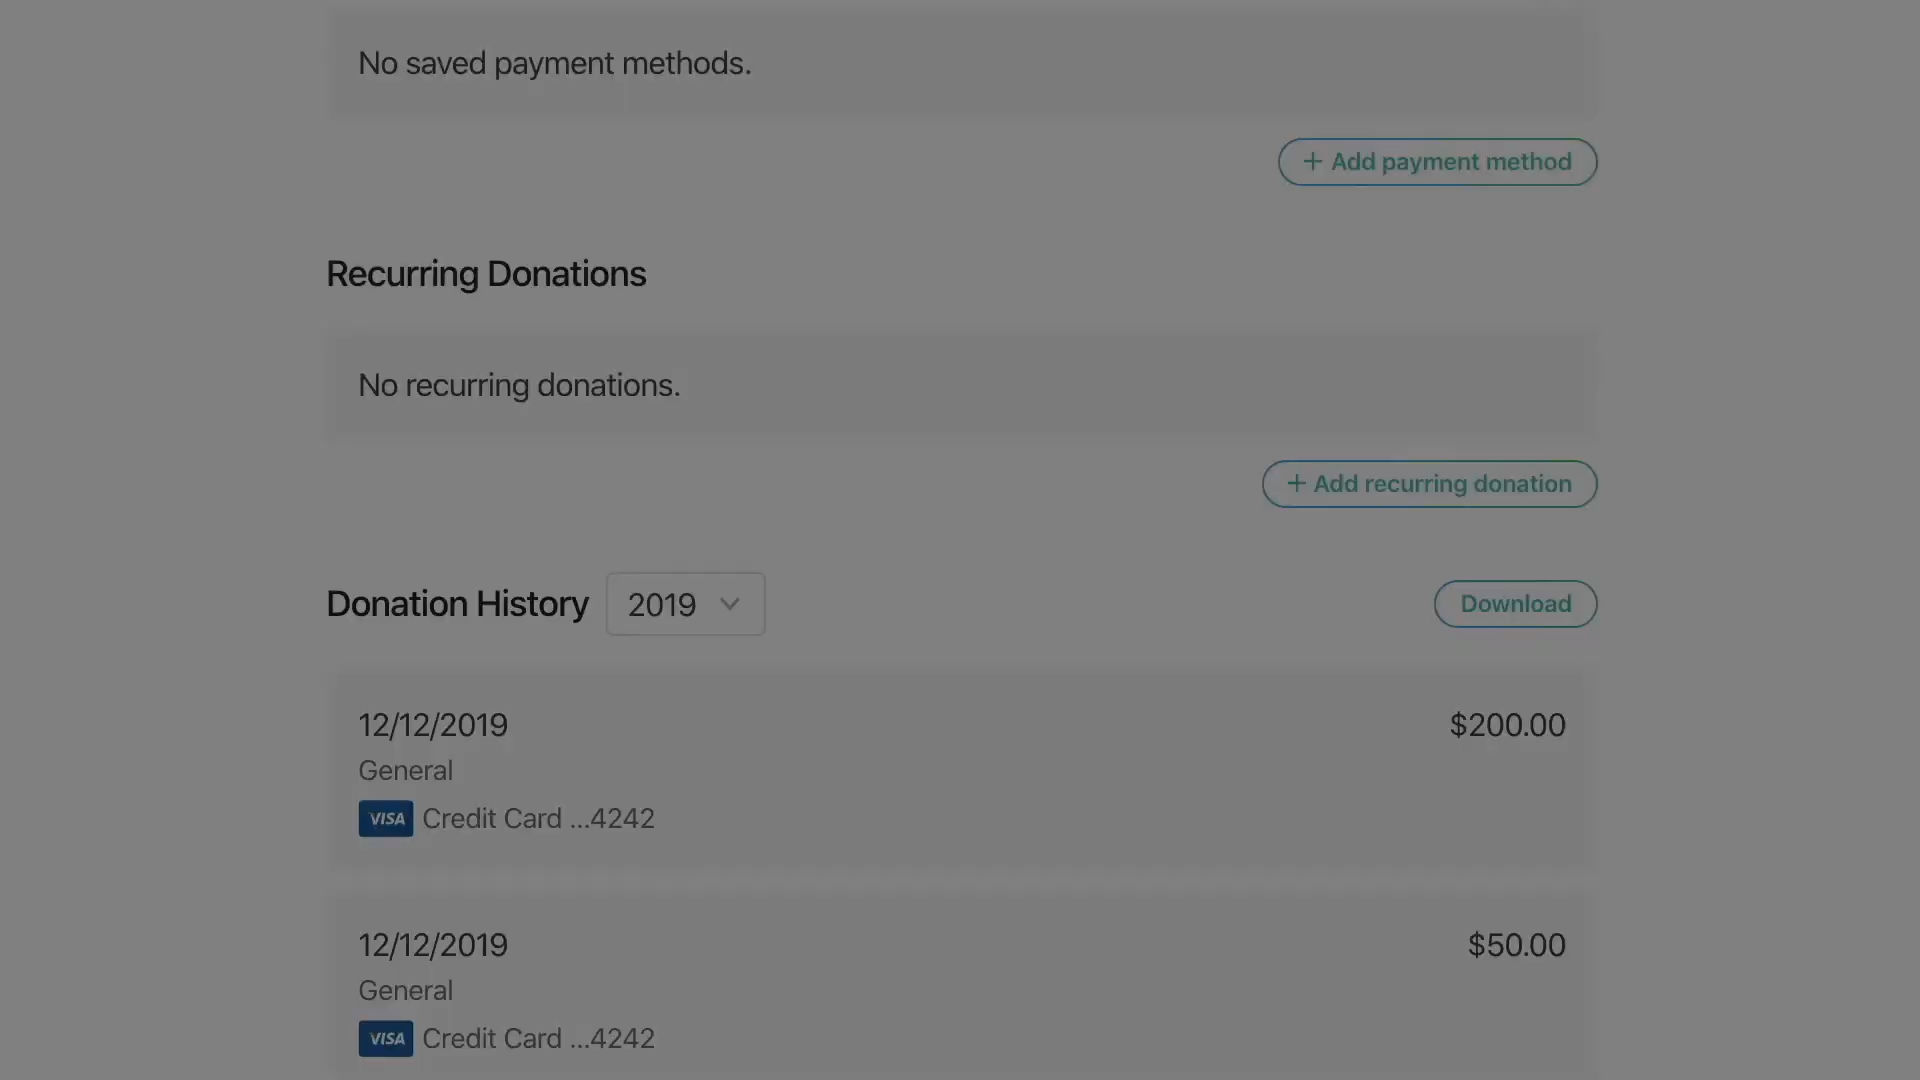 No saved payment methods.
+ Add payment method
Recurring Donations
No recurring donations.
+ Add recurring donation
Donation History 2019 Download
12/12/2019 $200.00
General
VISA Credit Card ...4242
12/12/2019 $50.00
General
VISA Credit Card ...4242